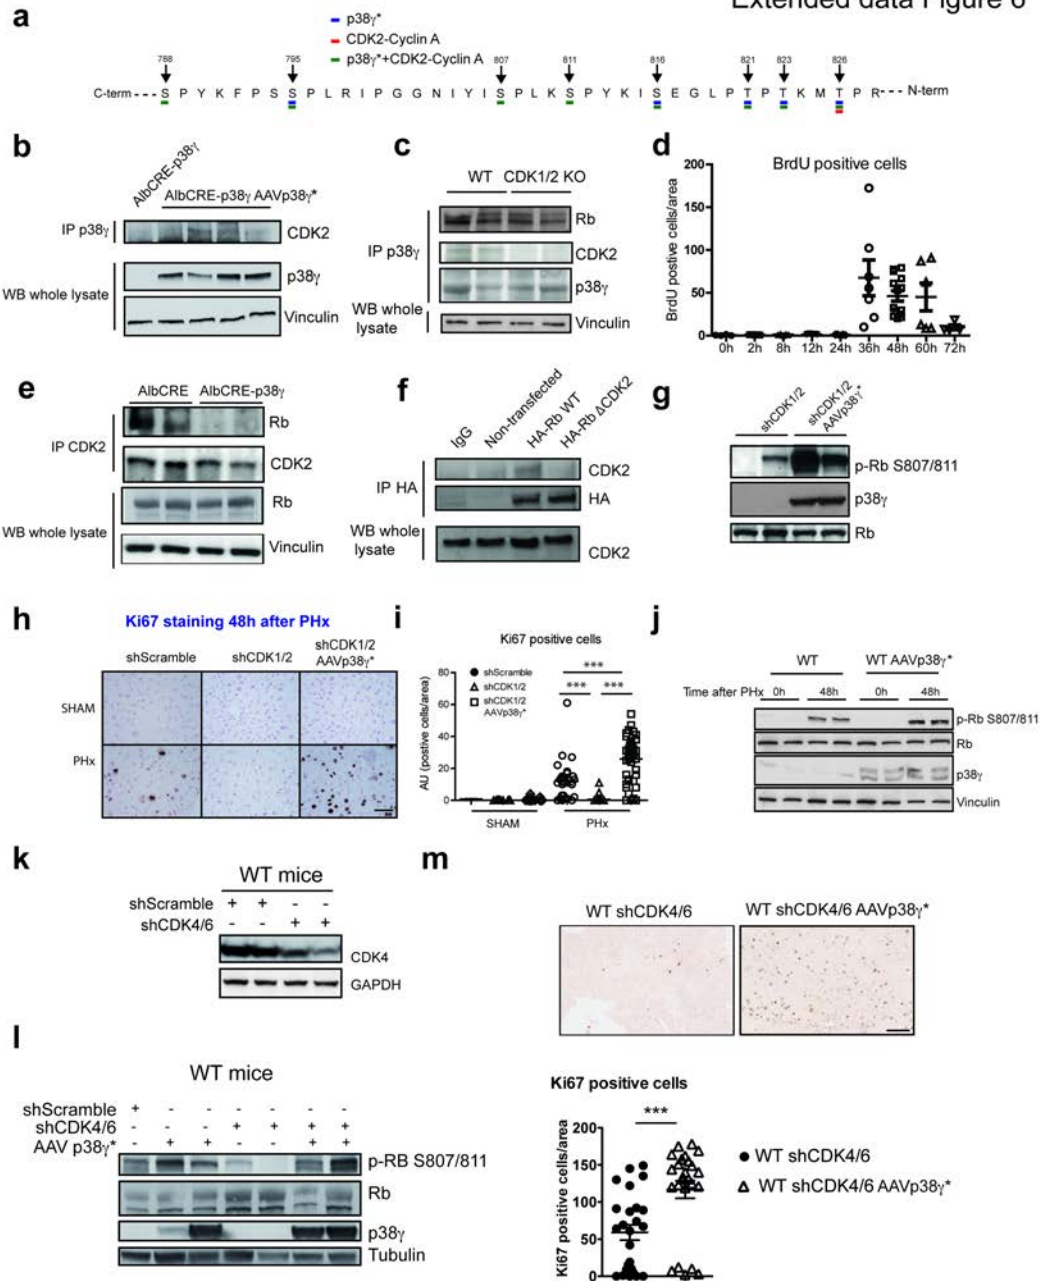 Extended data Figure 6
a
p38γ*
CDK2-Cyclin A
p38γ*+CDK2-Cyclin A
788 795 807 811 816 821 823 826
C-term ---- S P Y K F P S S P L R I P G G N I Y I S P L K S P Y K I S E G L P T P T K M T P R --- N-term
b
AlbCRE-p38γ
AlbCRE-p38γ AAVp38γ*
IP p38γ
CDK2
WB whole lysate
p38γ
Vinculin
c
WT CDK1/2 KO
IP p38γ
Rb
CDK2
p38γ
WB whole
lysate
Vinculin
d
BrdU positive cells
BrdU postive cells/area
200
150
100
50
0
0h 2h 8h 12h 24h 36h 48h 60h 72h
e
AlbCRE AlbCRE-p38γ
IP CDK2
Rb
CDK2
WB whole lysate
Rb
Vinculin
f
IgG
Non-transfected
HA-Rb WT
HA-Rb ΔCDK2
IP HA
CDK2
HA
WB whole
lysate
CDK2
g
shCDK1/2
shCDK1/2
AAVp38γ*
p-Rb S807/811
p38γ
Rb
h
Ki67 staining 48h after PHx
shScramble shCDK1/2 shCDK1/2
AAVp38γ*
SHAM
PHx
i
Ki67 positive cells
AU (postive cells/area)
80
60
40
20
0
shScramble
shCDK1/2
shCDK1/2
AAVp38γ*
***
*** ***
SHAM PHx
j
WT WT AAVp38γ*
Time after PHx 0h 48h 0h 48h
p-Rb S807/811
Rb
p38γ
Vinculin
k
WT mice
shScramble + + - -
shCDK4/6 - - + +
CDK4
GAPDH
l
WT mice
shScramble + - - - - - -
shCDK4/6 - - - + + + +
AAV p38γ* - + + - - + +
p-RB S807/811
Rb
p38γ
Tubulin
m
WT shCDK4/6 WT shCDK4/6 AAVp38γ*
Ki67 positive cells
Ki67 positive cells/area
200
150
100
50
0
***
WT shCDK4/6
WT shCDK4/6 AAVp38γ*